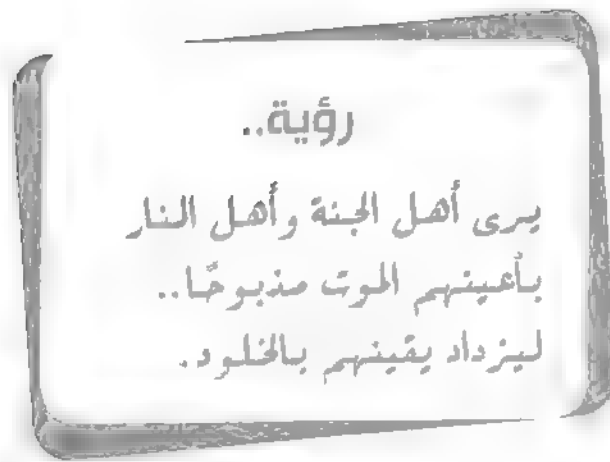 رؤية..
يرى أهل الجنة وأهل النار
بأعينهم الموت مذبوحًا..
ليزداد يقينهم بالخلود.